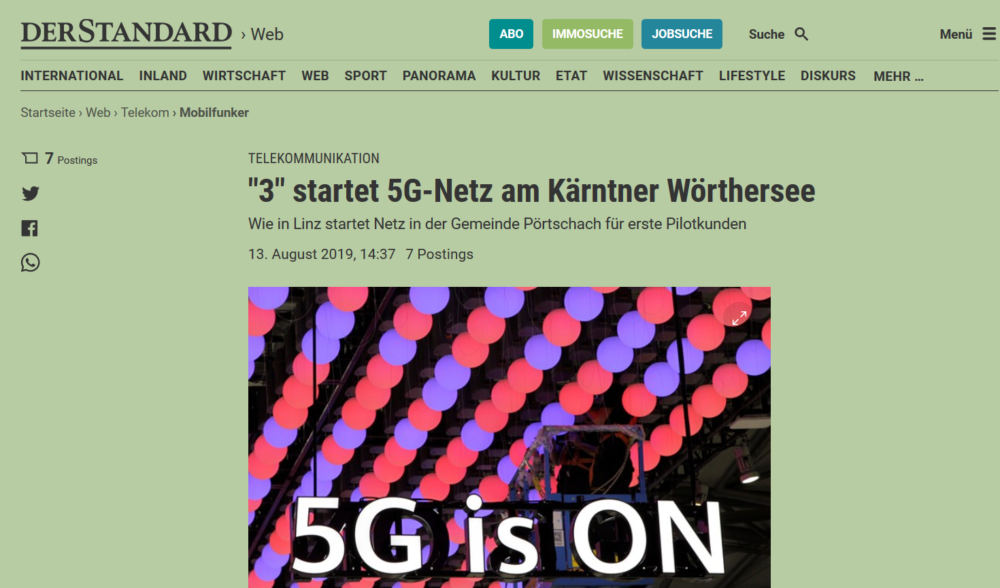 DERSTANDARD › Web
ABO
IMMOSUCHE
JOBSUCHE
Suche
Menü
INTERNATIONAL INLAND WIRTSCHAFT WEB SPORT PANORAMA KULTUR ETAT WISSENSCHAFT LIFESTYLE DISKURS MEHR ...
Startseite › Web › Telekom › Mobilfunker
7 Postings
TELEKOMMUNIKATION
"3" startet 5G-Netz am Kärntner Wörthersee
Wie in Linz startet Netz in der Gemeinde Pörtschach für erste Pilotkunden
13. August 2019, 14:37 7 Postings
5G is ON